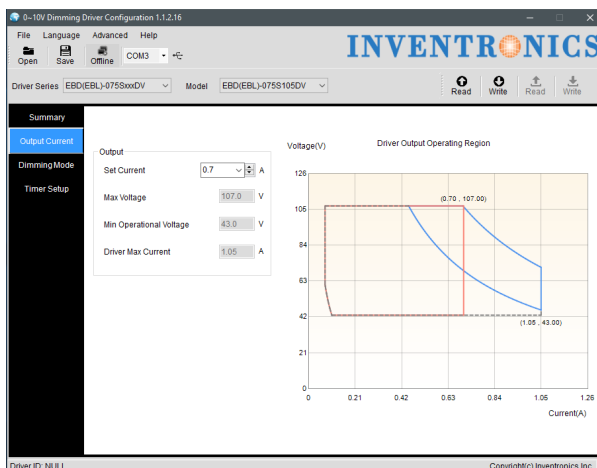 0~10V Dimming Driver Configuration 1.1.2.16
File Language Advanced Help
Open Save Offline COM3
INVENTRONICS
Driver Series EBD(EBL)-075SxxxDV Model EBD(EBL)-075S105DV
Read Write Read Write
Summary
Output Current
Dimming Mode
Timer Setup
Output
Set Current 0.7 A
Max Voltage 107.0 V
Min Operational Voltage 43.0 V
Driver Max Current 1.05 A
Voltage(V) Driver Output Operating Region
126
105
84
63
42
21
0
(0.70 , 107.00)
(1.05 , 43.00)
0 0.21 0.42 0.63 0.84 1.05 1.26
Current(A)
Driver ID: NULL Copyright(c) Inventronics Inc.